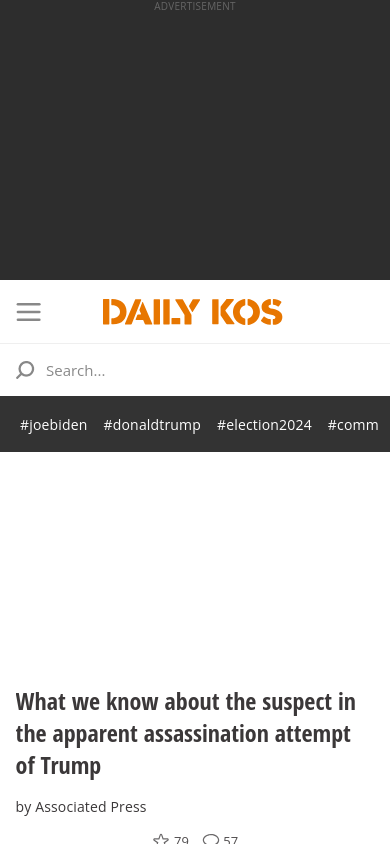 ADVERTISEMENT
DAILY KOS
Search...
#joebiden #donaldtrump #election2024 #comm
What we know about the suspect in
the apparent assassination attempt
of Trump
by Associated Press
79 57